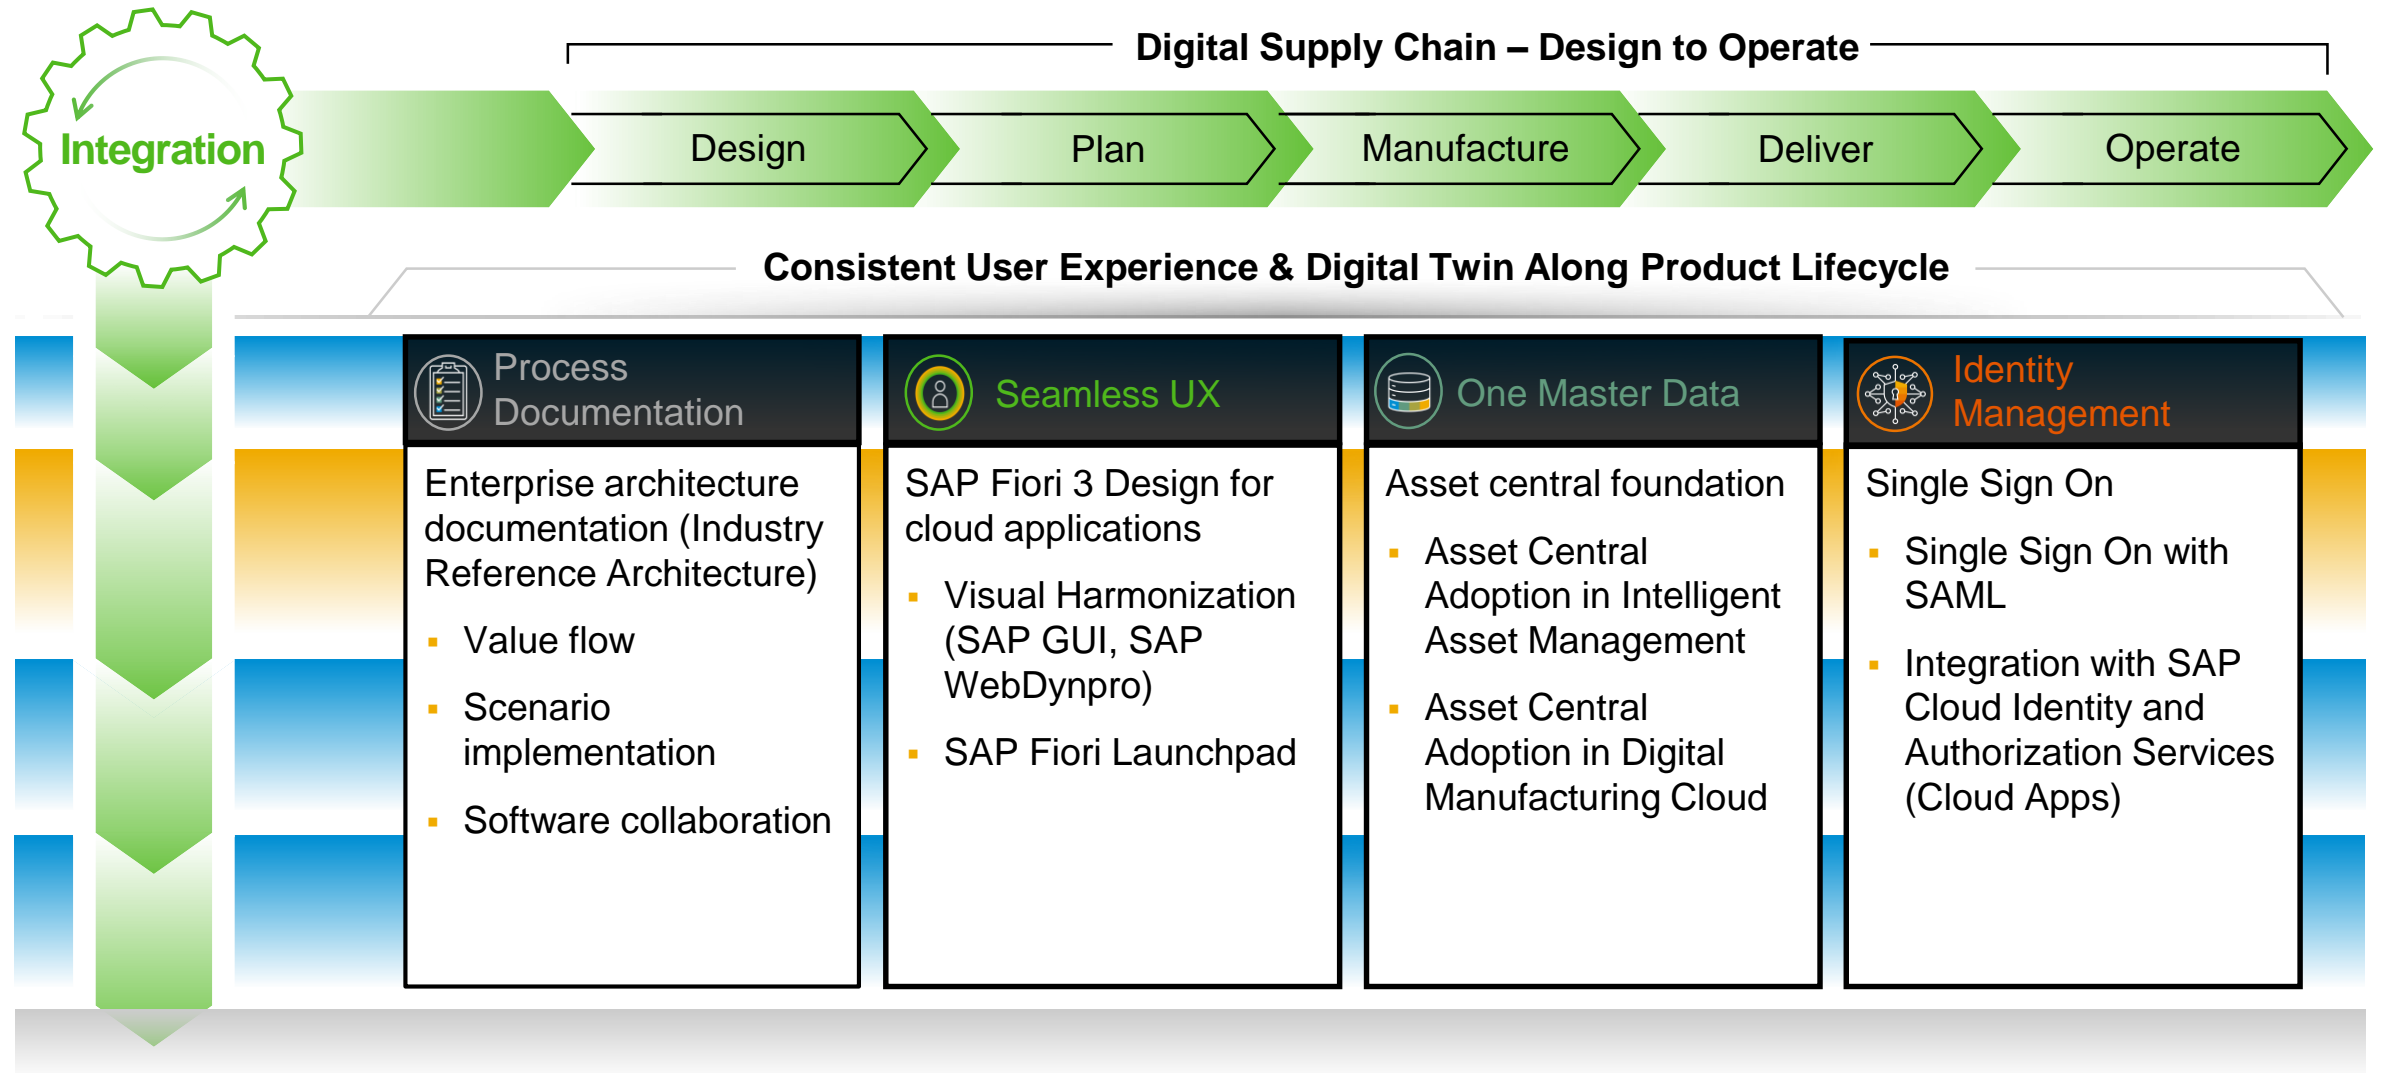 Digital Supply Chain – Design to Operate
Integration
Design
Plan
Manufacture
Deliver
Operate
Consistent User Experience & Digital Twin Along Product Lifecycle
Process
Documentation
Enterprise architecture
documentation (Industry
Reference Architecture)
▪ Value flow
▪ Scenario
implementation
▪ Software collaboration
Seamless UX
SAP Fiori 3 Design for
cloud applications
▪ Visual Harmonization
(SAP GUI, SAP
WebDynpro)
▪ SAP Fiori Launchpad
One Master Data
Asset central foundation
▪ Asset Central
Adoption in Intelligent
Asset Management
▪ Asset Central
Adoption in Digital
Manufacturing Cloud
Identity
Management
Single Sign On
▪ Single Sign On with
SAML
▪ Integration with SAP
Cloud Identity and
Authorization Services
(Cloud Apps)